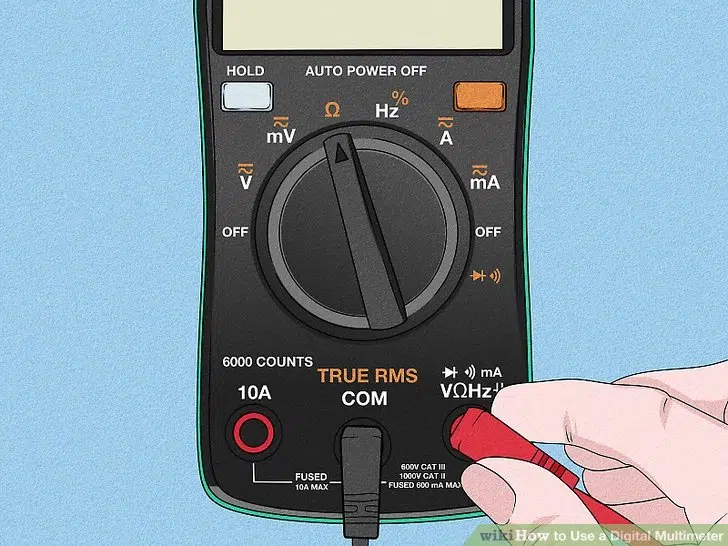 HOLD
AUTO POWER OFF
Ω
Hz%
mV
A
V
mA
OFF
OFF
6000 COUNTS
TRUE RMS
mA
10A
COM
VΩHz
FUSED
10A MAX
600V CAT III
1000V CAT II
FUSED 600 mA MAX
wikiHow to Use a Digital Multimeter